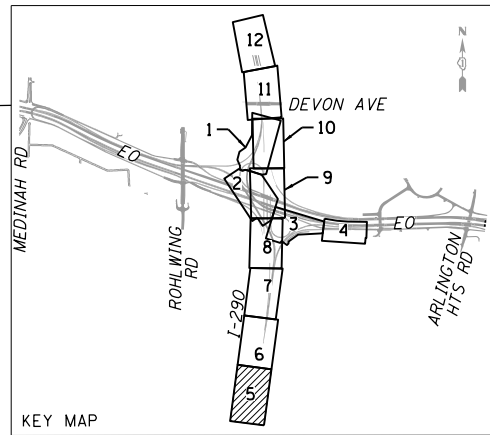 12
N
11
DEVON AVE
1
10
EO
MEDINAH RD
2
9
ROHLWING
RD
3
4
EO
8
ARLINGTON
HTS RD
7
I-290
6
5
KEY MAP